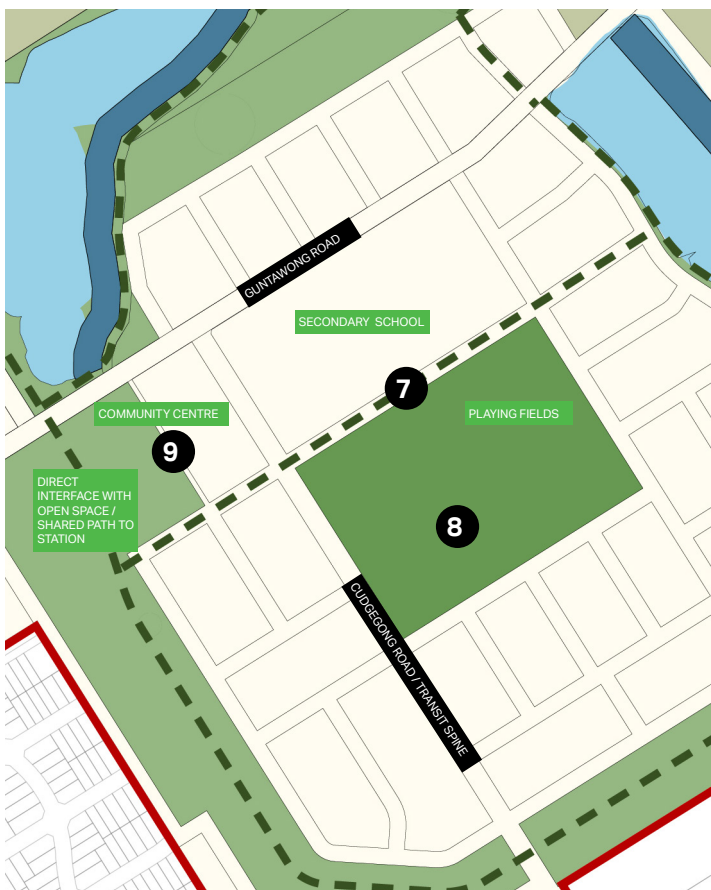 GUNTAWONG ROAD
SECONDARY SCHOOL
7
COMMUNITY CENTRE
PLAYING FIELDS
9
DIRECT
INTERFACE WITH
OPEN SPACE /
SHARED PATH TO
STATION
8
CUDGEGONG ROAD / TRANSIT SPINE